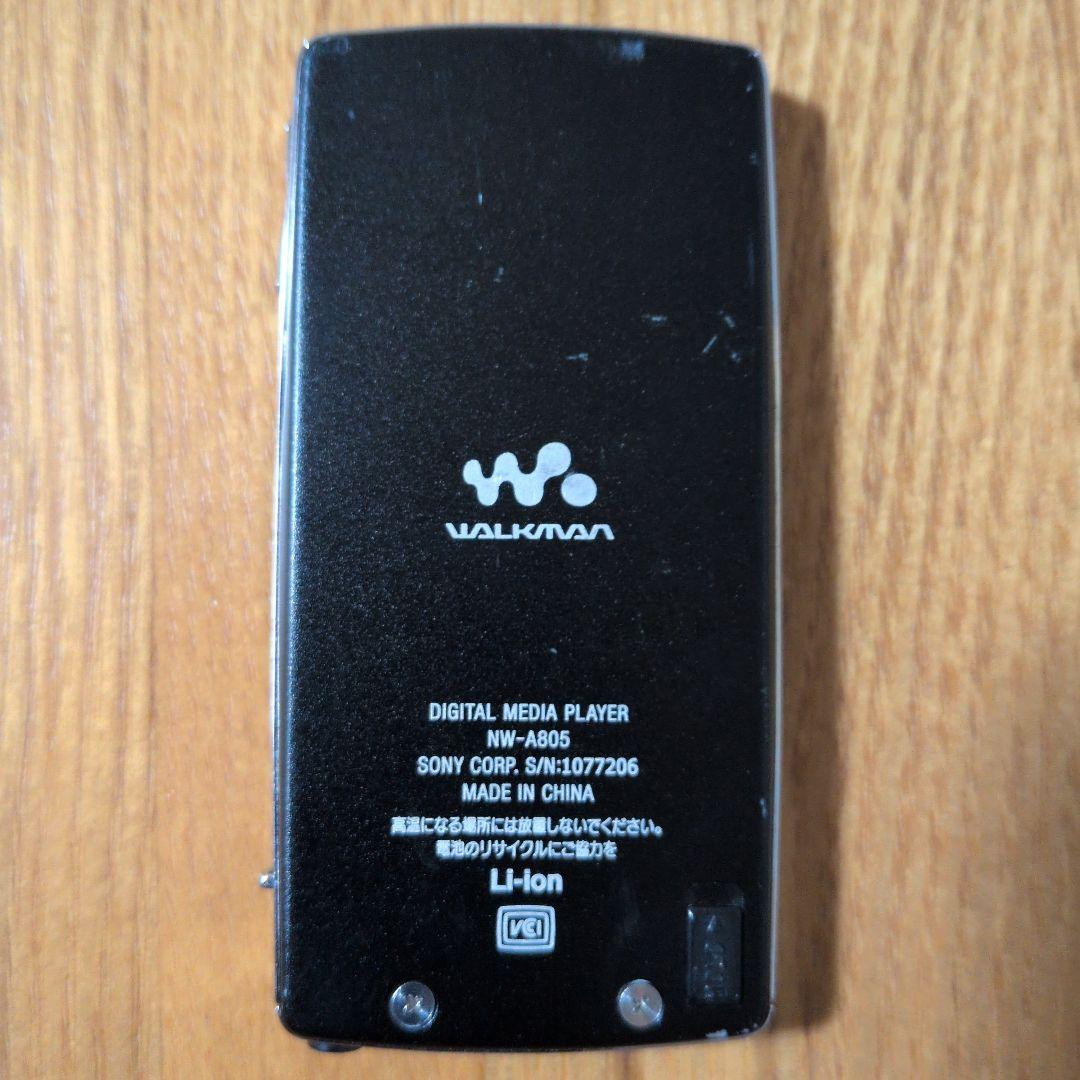 WALKMAN
DIGITAL MEDIA PLAYER
NW-A805
SONY CORP. S/N:1077206
MADE IN CHINA
高温になる場所には放置しないでください。
電池のリサイクルにご協力を
Li-ion
VCI